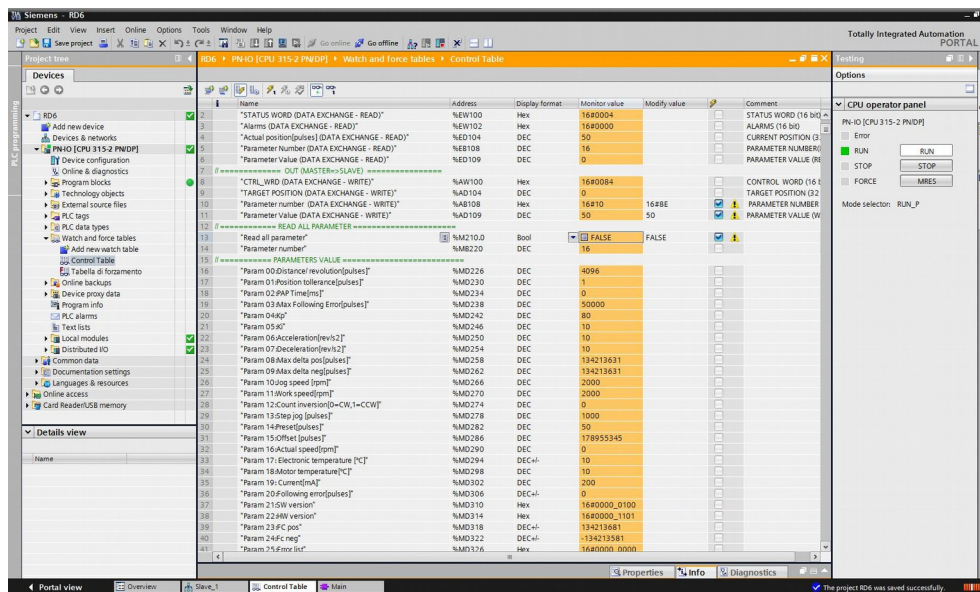 Siemens - RD6
Project Edit View Insert Online Options Tools Window Help
Save project Go online Go offline
Totally Integrated Automation
PORTAL
Project tree
RD6 PN-IO [CPU 315-2 PN/DP] Watch and force tables Control Table
Testing
Devices
Options
PLC programming
i Name Address Display format Monitor value Modify value Comment
2 "STATUS WORD (DATA EXCHANGE - READ)" %EW100 Hex 16#0004 STATUS WORD (16 bit)
3 "Alarms (DATA EXCHANGE - READ)" %EW102 Hex 16#0000 ALARMS (16 bit)
4 "Actual position[pulses] (DATA EXCHANGE - READ)" %ED104 DEC 50 CURRENT POSITION (3
5 "Parameter Number (DATA EXCHANGE - READ)" %EB108 DEC 16 PARAMETER NUMBER(
6 "Parameter Value (DATA EXCHANGE - READ)" %ED109 DEC 0 PARAMETER VALUE (RE
7 // ============= OUT (MASTER=>SLAVE) ================
8 "CTRL_WRD (DATA EXCHANGE - WRITE)" %AW100 Hex 16#0084 CONTROL WORD (16 b
9 "TARGET POSITION (DATA EXCHANGE - WRITE)" %AD104 DEC 0 TARGET POSITION (32
10 "Parameter number (DATA EXCHANGE - WRITE)" %AB108 Hex 16#10 16#8E PARAMETER NUMBER
11 "Parameter Value (DATA EXCHANGE - WRITE)" %AD109 DEC 50 50 PARAMETER VALUE (W
12 // =========== READ ALL PARAMETER ======================
13 "Read all parameter" %M210.0 Bool FALSE FALSE
14 "Parameter number" %MB220 DEC 16
15 // =========== PARAMETERS VALUE ==========================
16 "Param 00:Distance/ revolution[pulses]" %MD226 DEC 4096
17 "Param 01:Position tollerance[pulses]" %MD230 DEC 1
18 "Param 02:PAP Time[ms]" %MD234 DEC 0
19 "Param 03:Max Following Error[pulses]" %MD238 DEC 50000
20 "Param 04:Kp" %MD242 DEC 80
21 "Param 05:Ki" %MD246 DEC 10
22 "Param 06:Acceleration[rev/s2]" %MD250 DEC 10
23 "Param 07:Deceleration[rev/s2]" %MD254 DEC 10
24 "Param 08:Max delta pos[pulses]" %MD258 DEC 134213631
25 "Param 09:Max delta neg[pulses]" %MD262 DEC 134213631
26 "Param 10:Jog speed [rpm]" %MD266 DEC 2000
27 "Param 11:Work speed[rpm]" %MD270 DEC 2000
28 "Param 12:Count inversion[0=CW,1=CCW]" %MD274 DEC 0
29 "Param 13:Step jog [pulses]" %MD278 DEC 1000
30 "Param 14:Preset[pulses]" %MD282 DEC 50
31 "Param 15:Offset [pulses]" %MD286 DEC 178955345
32 "Param 16:Actual speed[rpm]" %MD290 DEC 0
33 "Param 17: Electronic temperature [°C]" %MD294 DEC+/- 10
34 "Param 18:Motor temperature[°C]" %MD298 DEC 10
35 "Param 19: Current[mA]" %MD302 DEC 200
36 "Param 20:Following error[pulses]" %MD306 DEC+/- 0
37 "Param 21:SW version" %MD310 Hex 16#0000_0100
38 "Param 22:HW version" %MD314 Hex 16#0000_1101
39 "Param 23:FC pos" %MD318 DEC+/- 134213681
40 "Param 24:Fc neg" %MD322 DEC+/- -134213581
41 "Param 25:Error list" %MD326 Hex 16#0000_0000
RD6
Add new device
Devices & networks
PN-IO [CPU 315-2 PN/DP]
Device configuration
Online & diagnostics
Program blocks
Technology objects
External source files
PLC tags
PLC data types
Watch and force tables
Add new watch table
Control Table
Tabella di forzamento
Online backups
Device proxy data
Program info
PLC alarms
Text lists
Local modules
Distributed I/O
Common data
Documentation settings
Languages & resources
Online access
Card Reader/USB memory
Details view
Name
CPU operator panel
PN-IO [CPU 315-2 PN/DP]
Error
RUN RUN
STOP STOP
FORCE MRES
Mode selector: RUN_P
Properties Info Diagnostics
Portal view Overview Slave_1 Control Table Main The project RD6 was saved successfully.